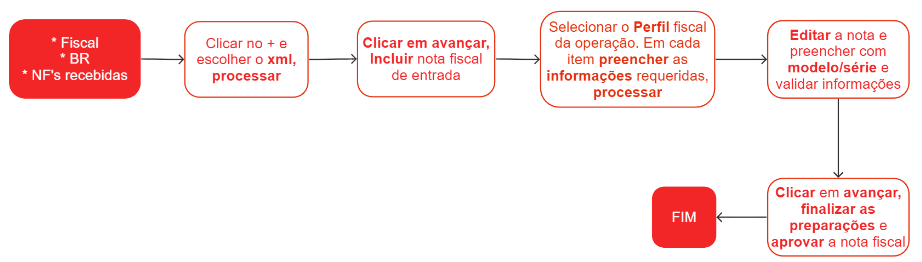 * Fiscal
* BR
* NF's recebidas
Clicar no + e
escolher o xml,
processar
Clicar em avançar,
Incluir nota fiscal
de entrada
Selecionar o Perfil fiscal
da operação. Em cada
item preencher as
informações requeridas,
processar
Editar a nota e
preencher com
modelo/série e
validar informações
Clicar em avançar,
finalizar as
preparações e
aprovar a nota fiscal
FIM